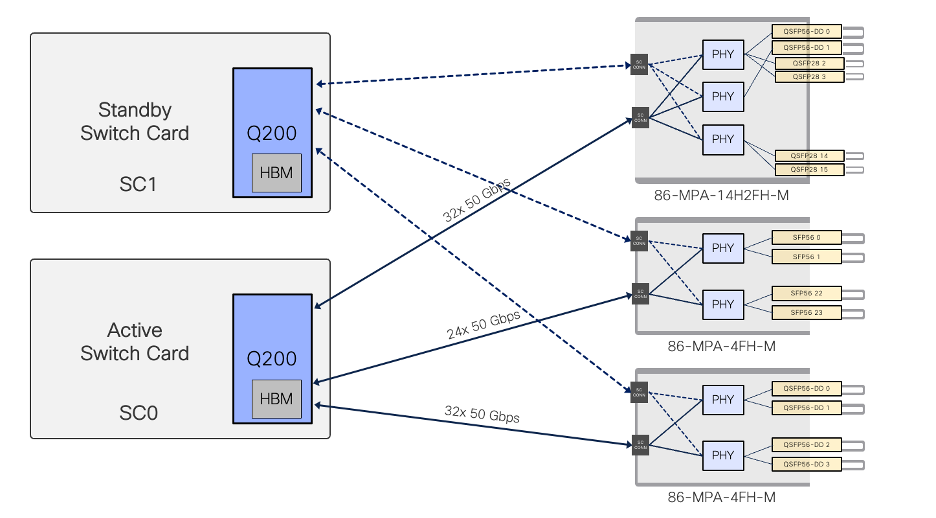 Standby
Switch Card
SC1
Q200
HBM
Active
Switch Card
SC0
Q200
HBM
32x 50 Gbps
24x 50 Gbps
32x 50 Gbps
SC
CONN
SC
CONN
PHY
PHY
PHY
QSFP56-DD 0
QSFP56-DD 1
QSFP28 2
QSFP28 3
QSFP28 14
QSFP28 15
86-MPA-14H2FH-M
SC
CONN
SC
CONN
PHY
PHY
SFP56 0
SFP56 1
SFP56 22
SFP56 23
86-MPA-4FH-M
SC
CONN
SC
CONN
PHY
PHY
QSFP56-DD 0
QSFP56-DD 1
QSFP56-DD 2
QSFP56-DD 3
86-MPA-4FH-M